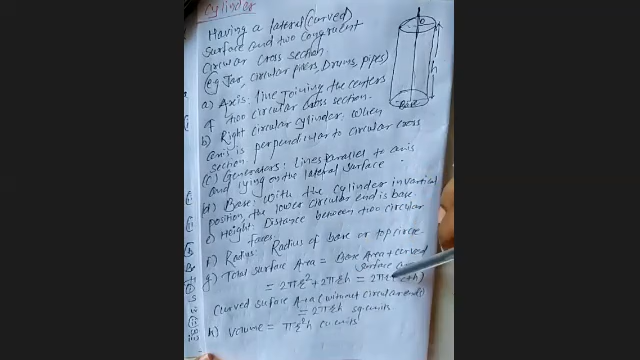 Cylinder
Having a lateral (curved)
surface and two congruent
circular cross section.
(eg Jar, circular pillers, Drums, pipes)
a) Axis: line Joining the centers
of two circular cross section.
b) Right circular cylinder: when
axis is perpendicular to circular cross
section.
(c) Generators: Lines Parallel to axis
and lying on the lateral surface
(d) Base: With the cylinder in vartical
position, the lower circular end is base.
e) Height: Distance between two circular
faces.
f) Radius: Radius of base or top circle.
g) Total surface Area = Base Area + curved
surface
= 2πr² + 2πrh = 2πr(r+h)
Curved surface Area (without circular ends)
= 2πrh sq.units
h) Volume = πr²h cu units
h
Base